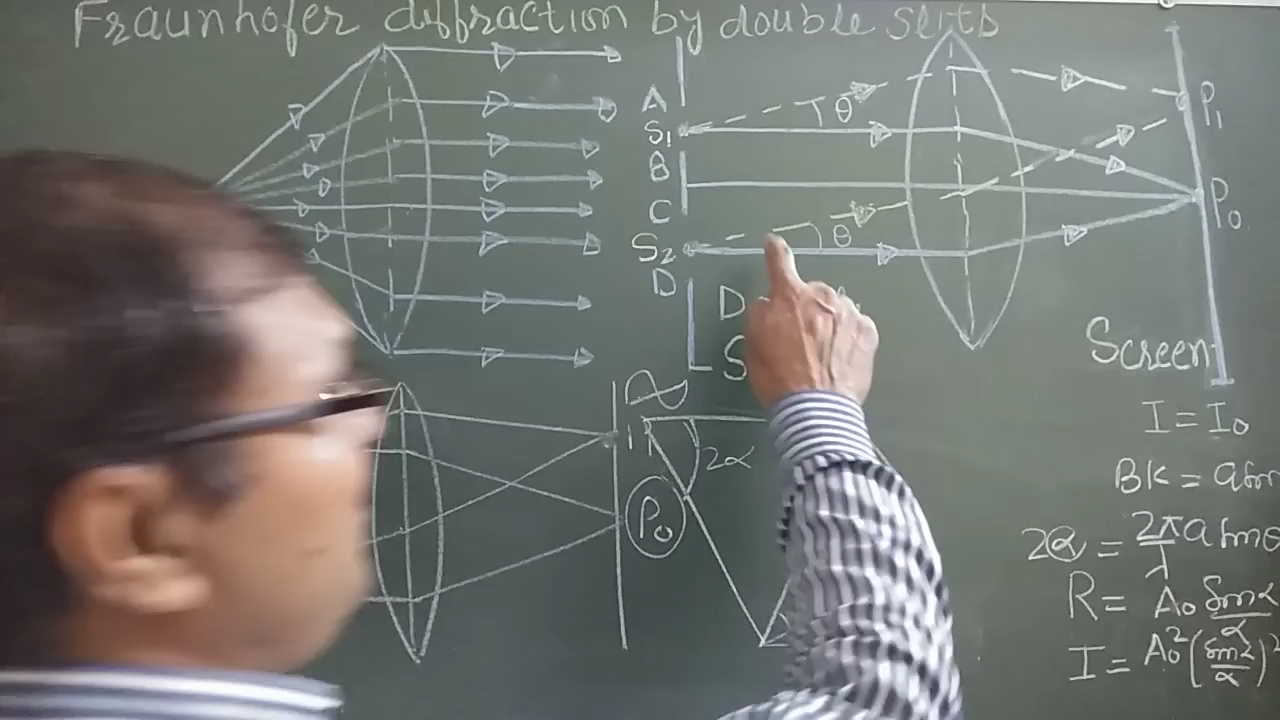 Fraunhofer diffraction by double slits
A
S1
B
C
S2
D
θ
θ
P1
P0
D
S
Screen
2α
P0
I = I0
BK = a sin
2α = 2π/λ a sinθ
R = A0 sinα/α
I = A0² (sinα/α)²